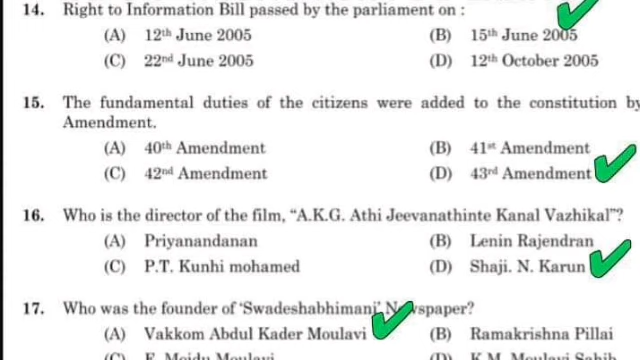 14. Right to Information Bill passed by the parliament on :
(A) 12th June 2005 (B) 15th June 2005
(C) 22nd June 2005 (D) 12th October 2005
15. The fundamental duties of the citizens were added to the constitution by
Amendment.
(A) 40th Amendment (B) 41st Amendment
(C) 42nd Amendment (D) 43rd Amendment
16. Who is the director of the film, “A.K.G. Athi Jeevanathinte Kanal Vazhikal”?
(A) Priyanandanan (B) Lenin Rajendran
(C) P.T. Kunhi mohamed (D) Shaji. N. Karun
17. Who was the founder of ‘Swadeshabhimani’ Newspaper?
(A) Vakkom Abdul Kader Moulavi (B) Ramakrishna Pillai
(C) E. Moidu Moulavi (D) K.M. Moulavi Sahib